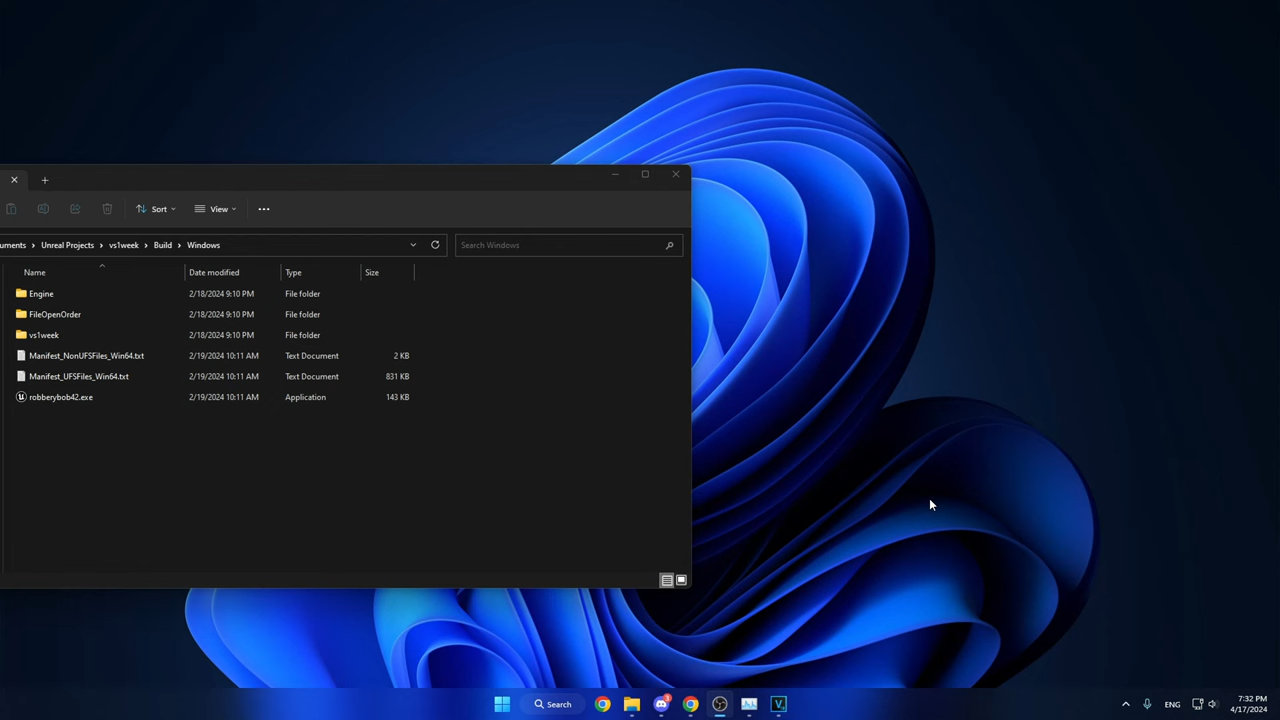 Sort
View
uments > Unreal Projects > vs1week > Build > Windows
Search Windows
Name Date modified Type Size
Engine 2/18/2024 9:10 PM File folder
FileOpenOrder 2/18/2024 9:10 PM File folder
vs1week 2/18/2024 9:10 PM File folder
Manifest_NonUFSFiles_Win64.txt 2/19/2024 10:11 AM Text Document 2 KB
Manifest_UFSFiles_Win64.txt 2/19/2024 10:11 AM Text Document 831 KB
robberybob42.exe 2/19/2024 10:11 AM Application 143 KB
Search
ENG
7:32 PM
4/17/2024